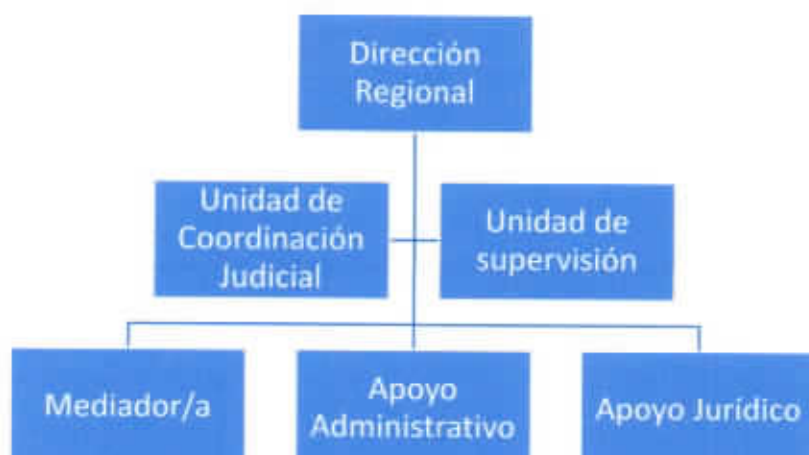 Dirección
Regional
Unidad de
Coordinación
Judicial
Unidad de
supervisión
Mediador/a
Apoyo
Administrativo
Apoyo Jurídico